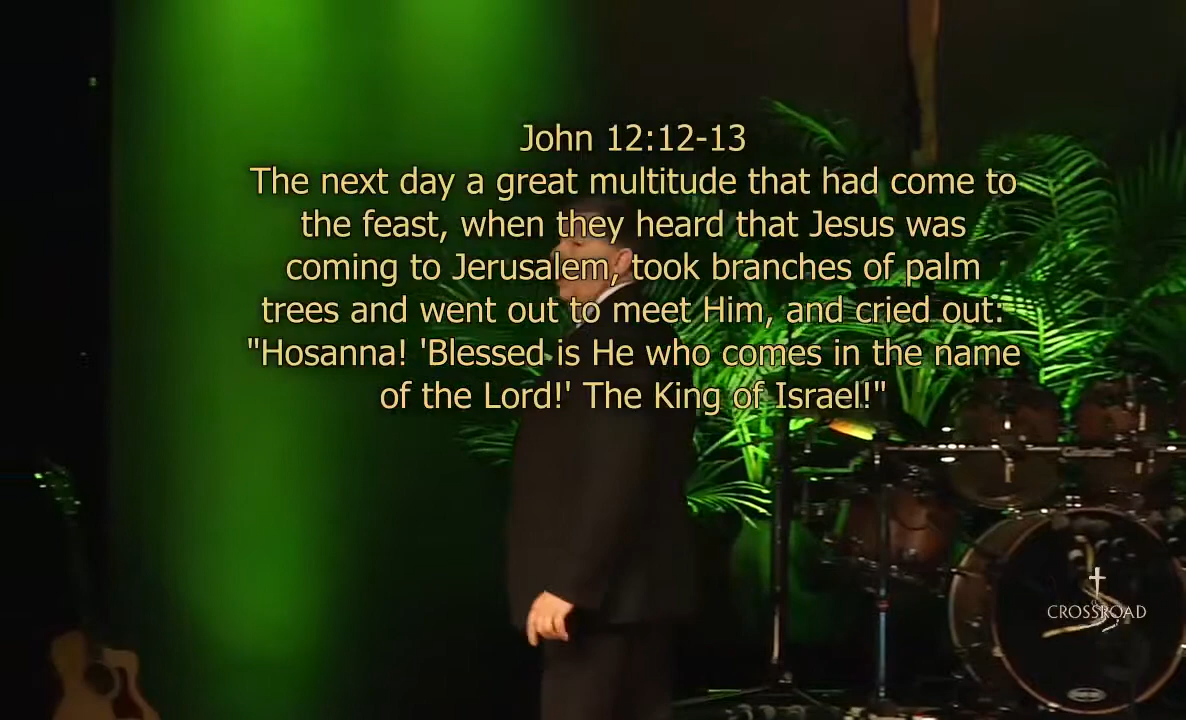 John 12:12-13
The next day a great multitude that had come to
the feast, when they heard that Jesus was
coming to Jerusalem, took branches of palm
trees and went out to meet Him, and cried out:
"Hosanna! 'Blessed is He who comes in the name
of the Lord!' The King of Israel!"
CROSSROAD